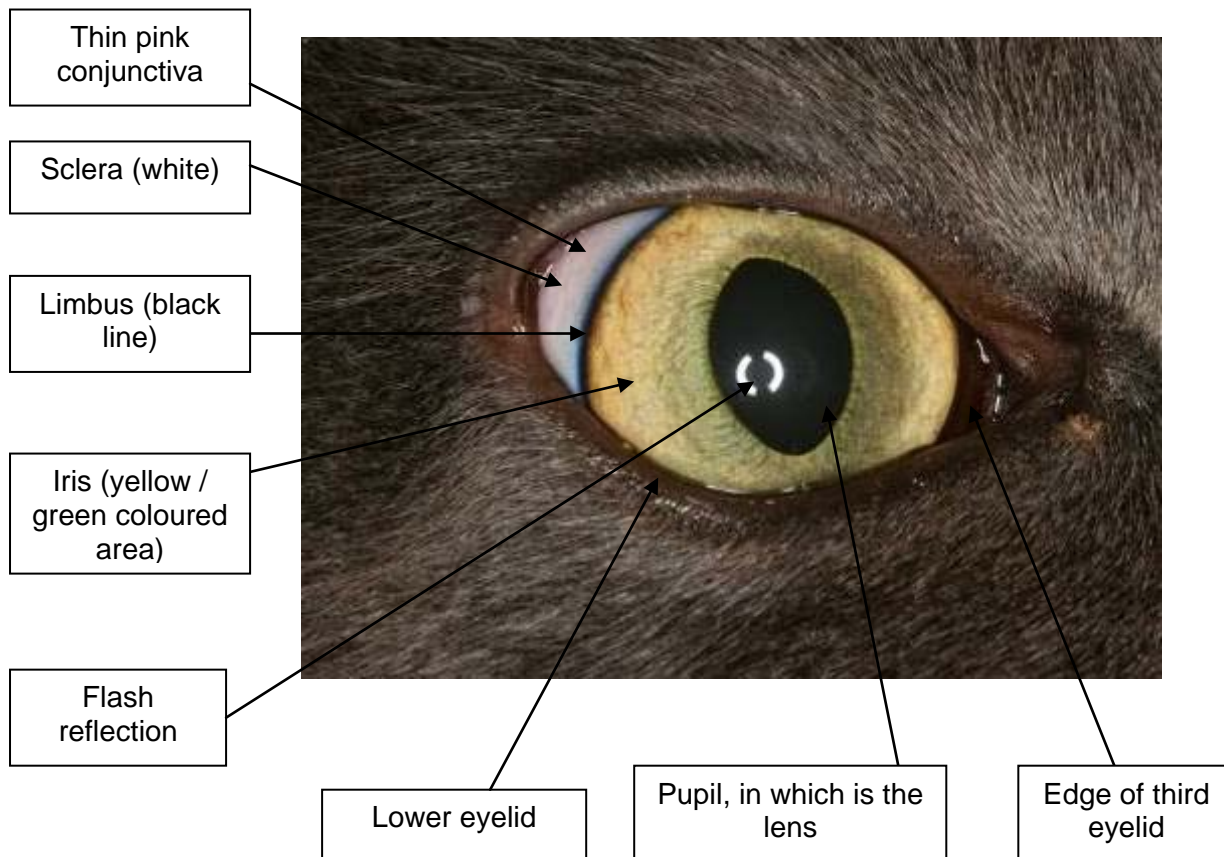 Thin pink
conjunctiva
Sclera (white)
Limbus (black
line)
Iris (yellow /
green coloured
area)
Flash
reflection
Lower eyelid
Pupil, in which is the
lens
Edge of third
eyelid